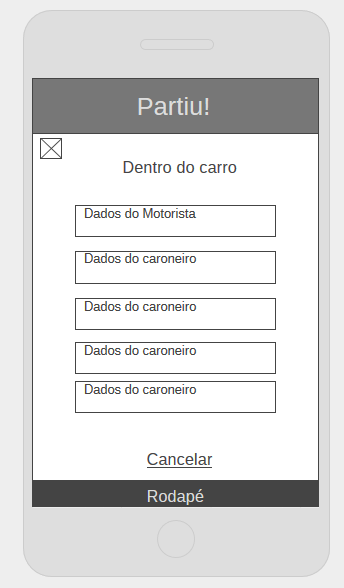 Partiu!
Dentro do carro
Dados do Motorista
Dados do caroneiro
Dados do caroneiro
Dados do caroneiro
Dados do caroneiro
Cancelar
Rodapé